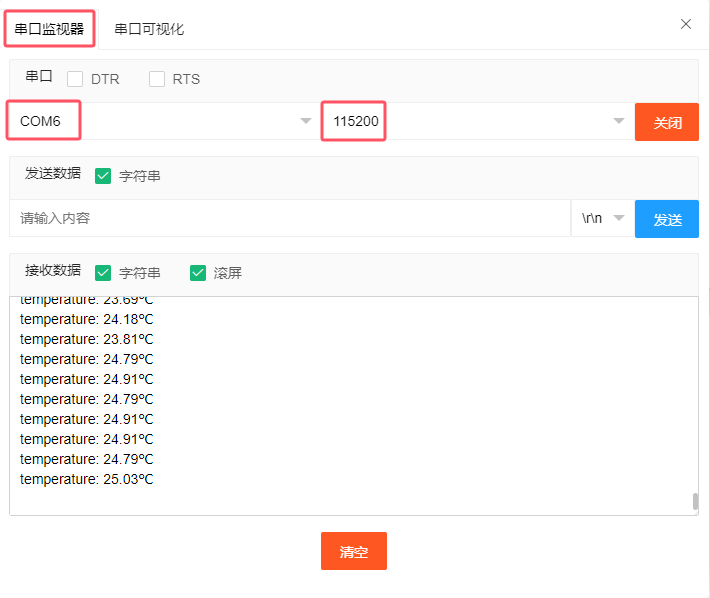 串口监视器 串口可视化
串口 DTR RTS
COM6 115200 关闭
发送数据 字符串
请输入内容 \r\n 发送
接收数据 字符串 滚屏
temperature: 23.69°C
temperature: 24.18°C
temperature: 23.81°C
temperature: 24.79°C
temperature: 24.91°C
temperature: 24.79°C
temperature: 24.91°C
temperature: 24.91°C
temperature: 24.79°C
temperature: 25.03°C
清空